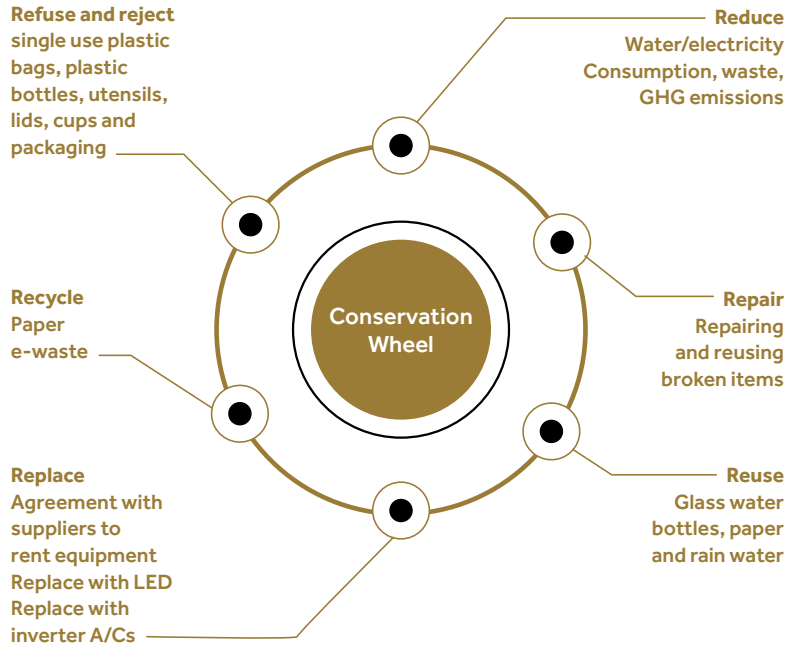 Refuse and reject
single use plastic
bags, plastic
bottles, utensils,
lids, cups and
packaging
Reduce
Water/electricity
Consumption, waste,
GHG emissions
Conservation
Wheel
Recycle
Paper
e-waste
Repair
Repairing
and reusing
broken items
Replace
Agreement with
suppliers to
rent equipment
Replace with LED
Replace with
inverter A/Cs
Reuse
Glass water
bottles, paper
and rain water